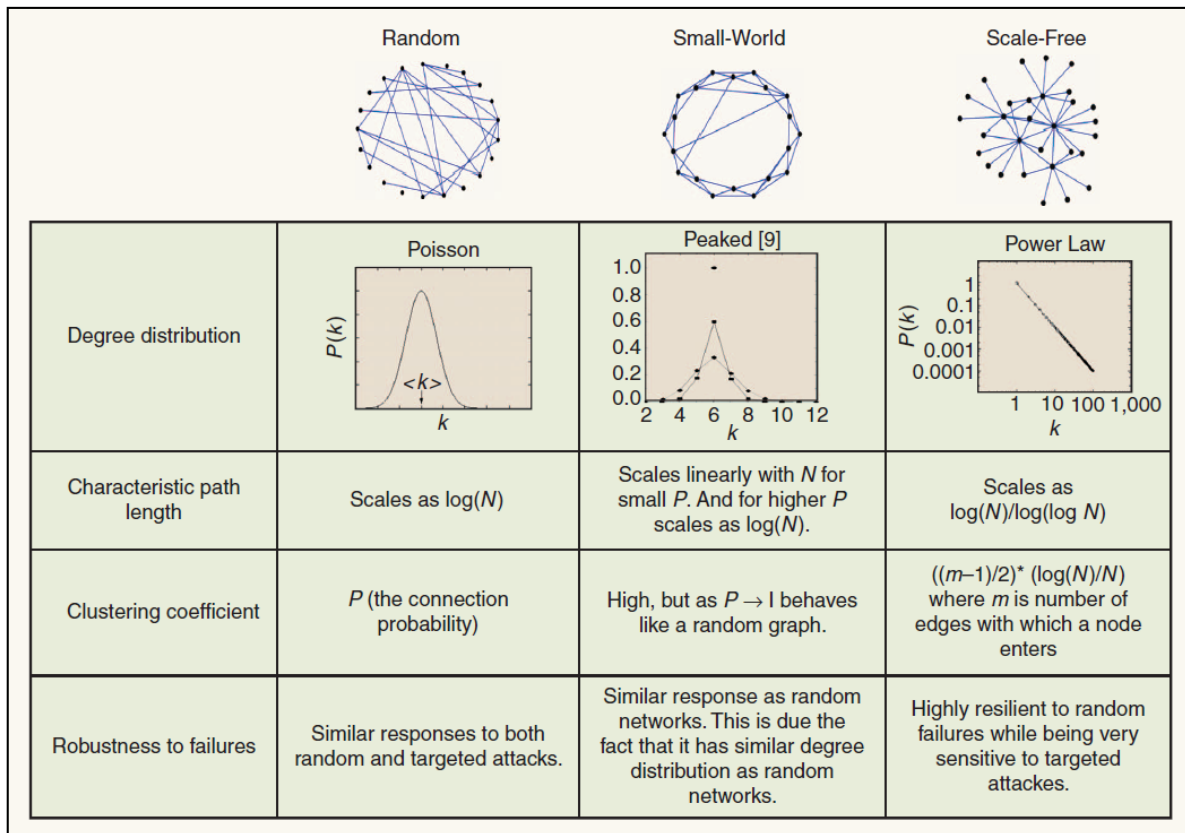 Random
Small-World
Scale-Free
Degree distribution
Poisson
P(k)
<k>
k
Peaked [9]
1.0
0.8
0.6
0.4
0.2
0.0
2 4 6 8 10 12
k
Power Law
P(k)
1
0.1
0.01
0.001
0.0001
1 10 100 1,000
k
Characteristic path
length
Scales as log(N)
Scales linearly with N for
small P. And for higher P
scales as log(N).
Scales as
log(N)/log(log N)
Clustering coefficient
P (the connection
probability)
High, but as P → I behaves
like a random graph.
((m–1)/2)* (log(N)/N)
where m is number of
edges with which a node
enters
Robustness to failures
Similar responses to both
random and targeted attacks.
Similar response as random
networks. This is due the
fact that it has similar degree
distribution as random
networks.
Highly resilient to random
failures while being very
sensitive to targeted
attackes.